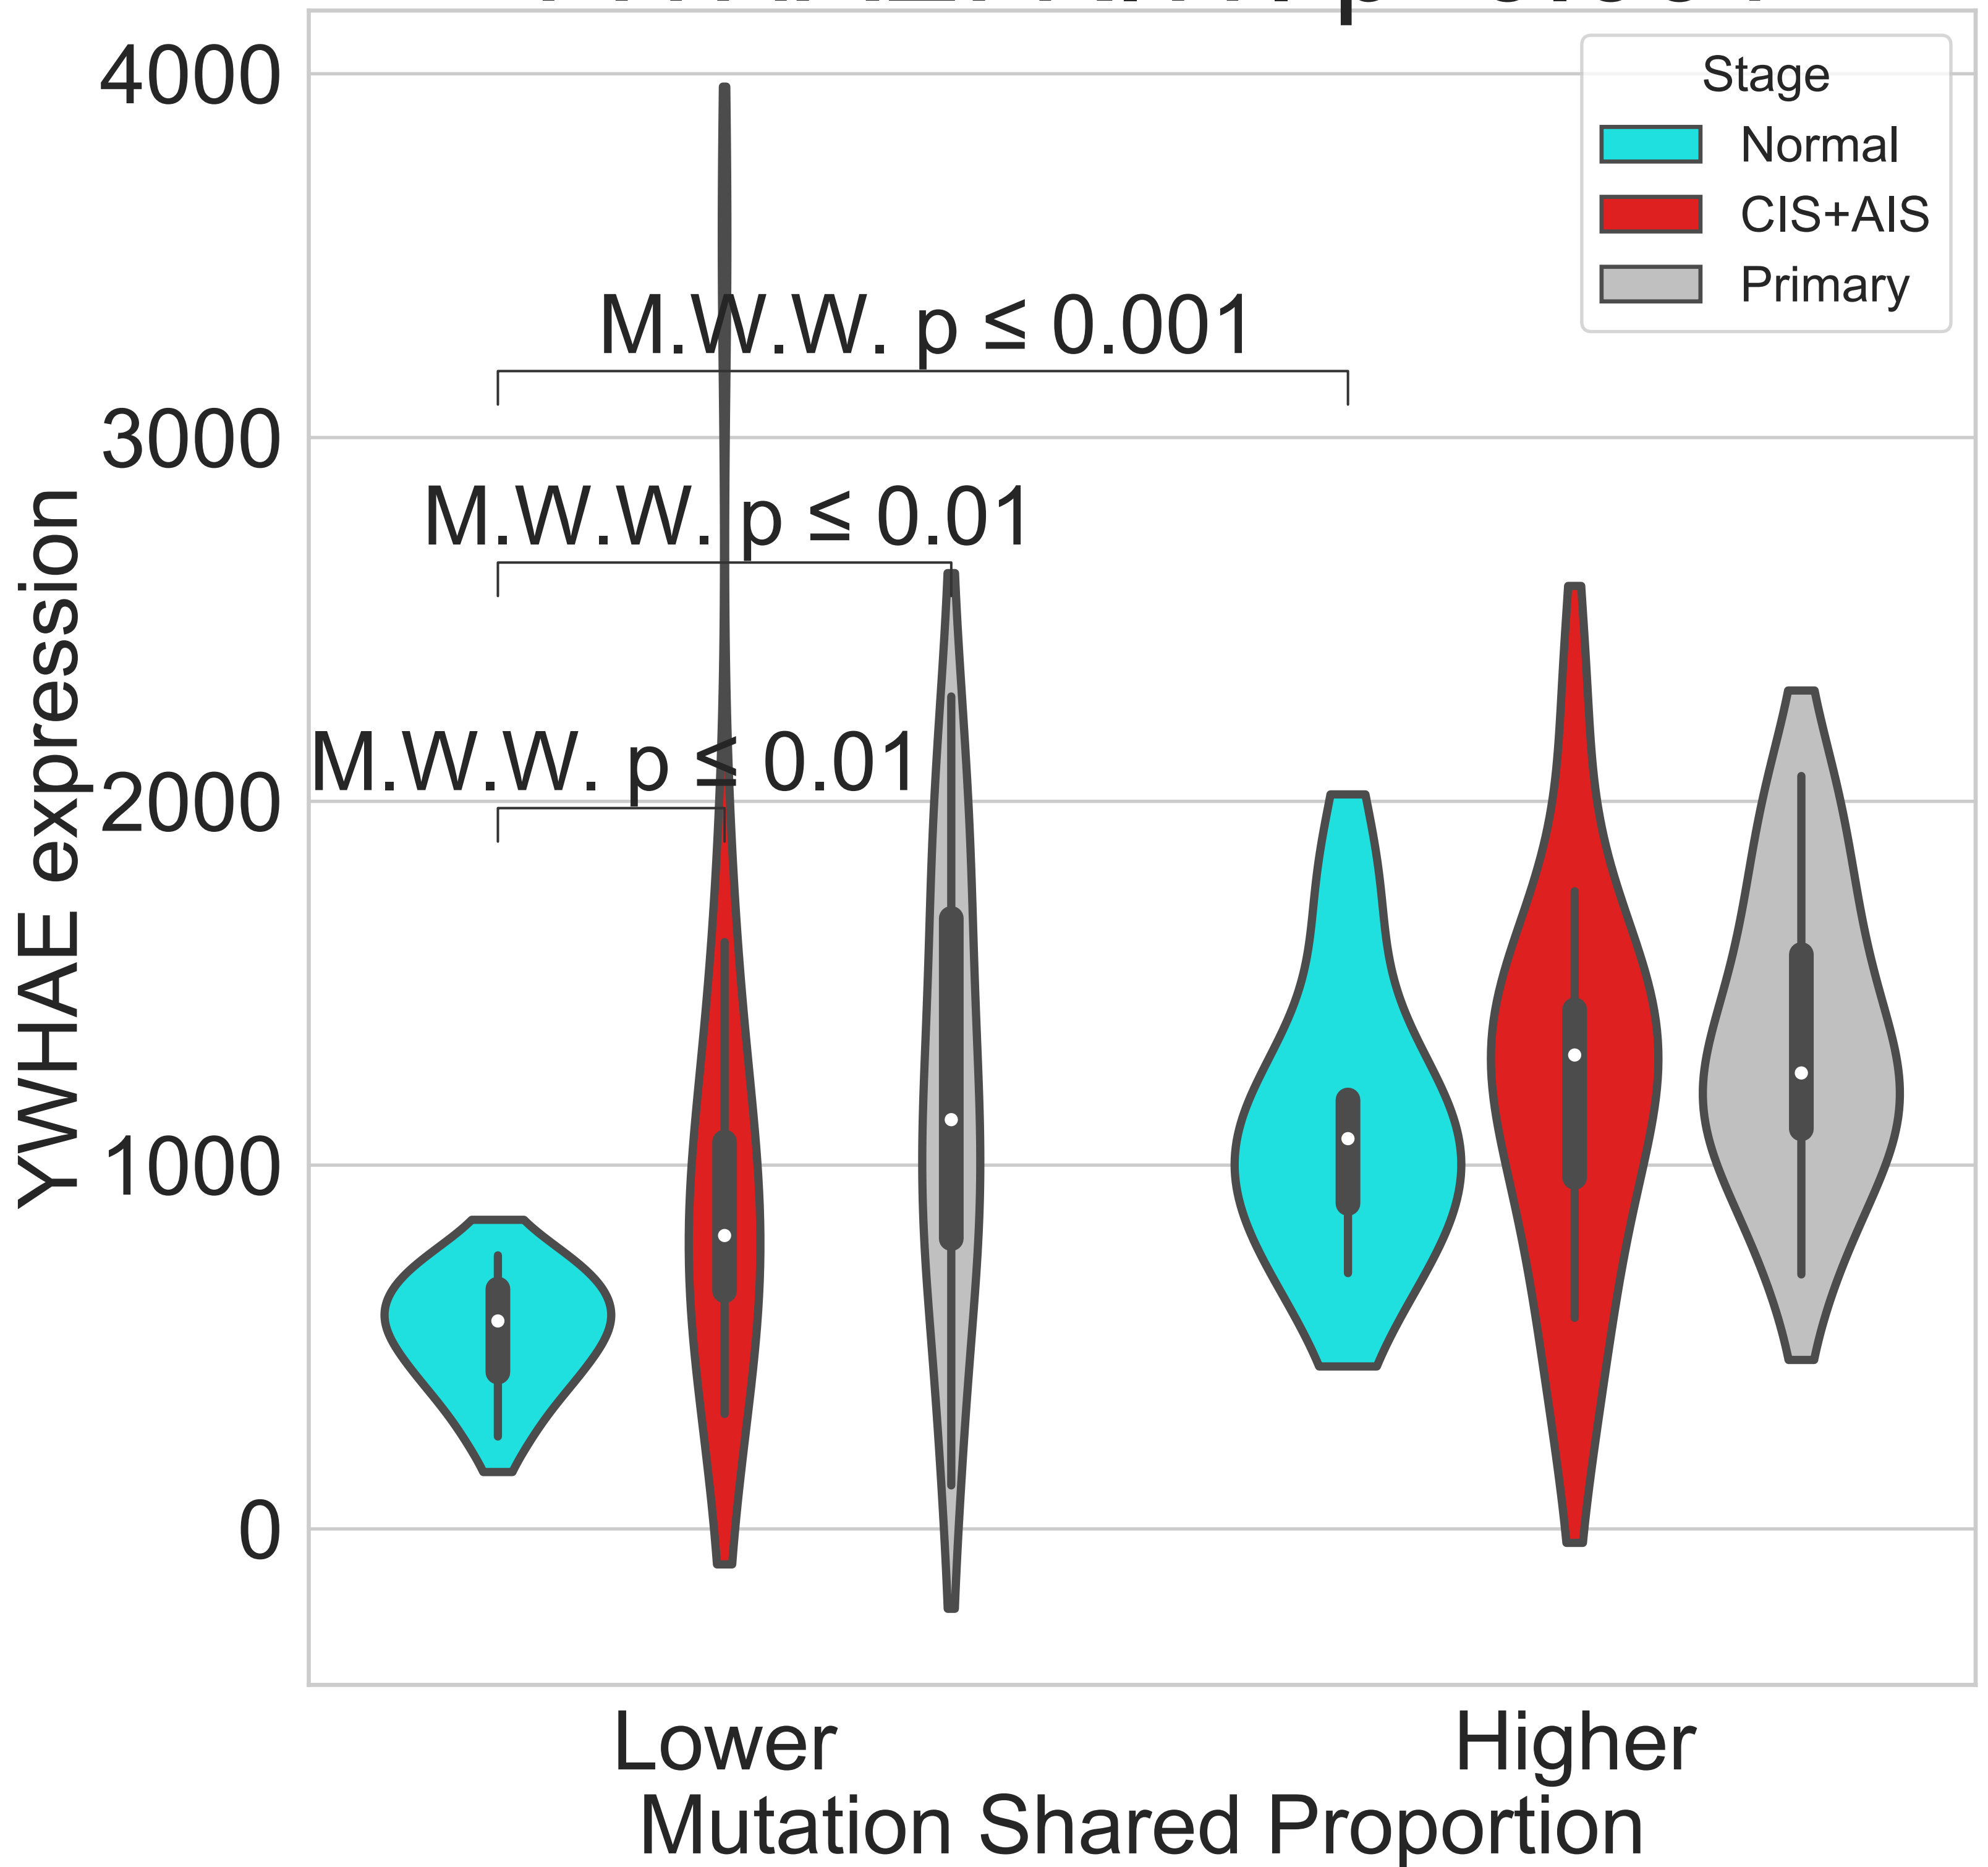 4000
3000
2000
1000
0
YWHAE expression
Stage
Normal
CIS+AIS
Primary
M.W.W. p ≤ 0.001
M.W.W. p ≤ 0.01
M.W.W. p ≤ 0.01
Lower
Higher
Mutation Shared Proportion